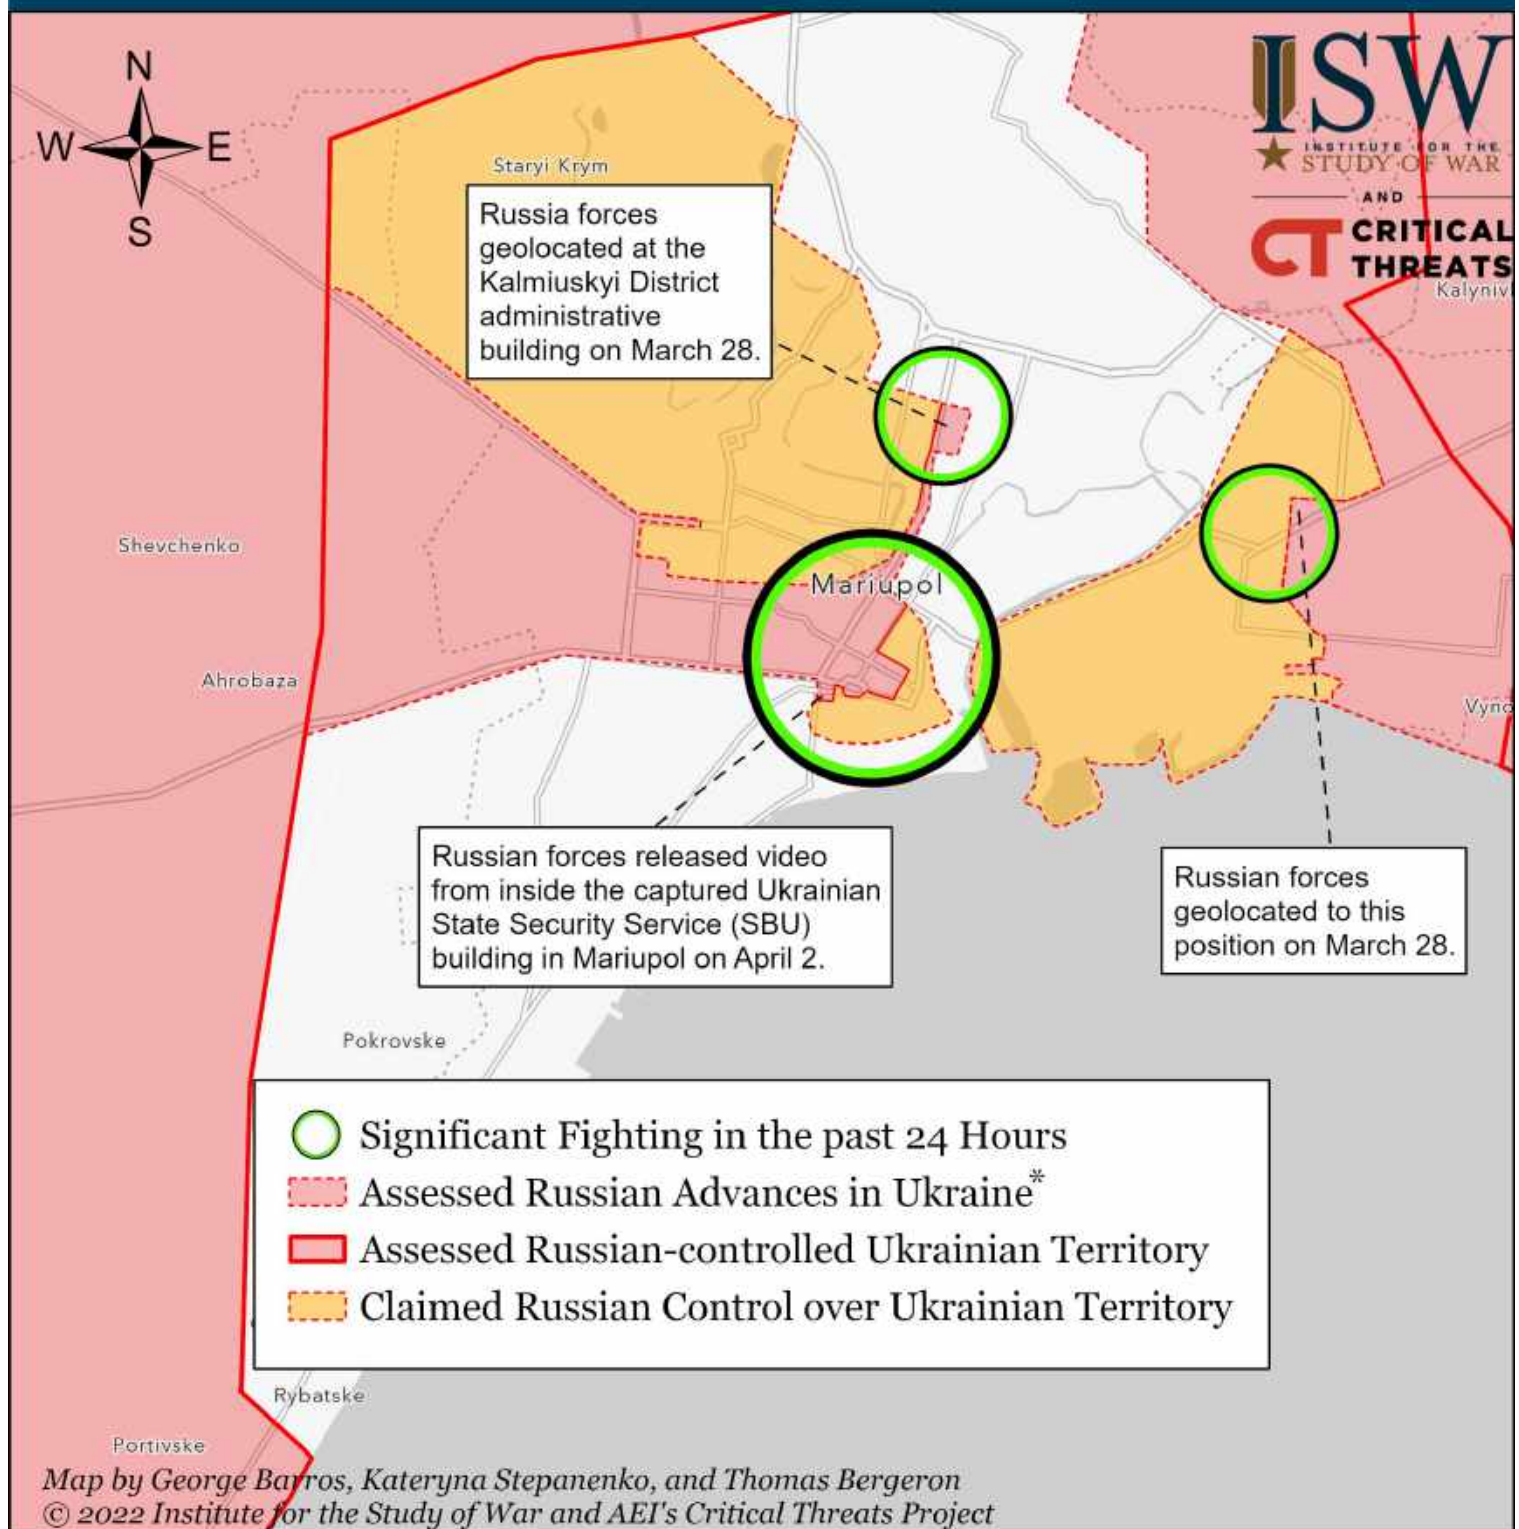 N
W E
S
ISW
INSTITUTE FOR THE
STUDY OF WAR
AND
CT CRITICAL
THREATS
Kalyniv
Staryi Krym
Russia forces
geolocated at the
Kalmiuskyi District
administrative
building on March 28.
Shevchenko
Mariupol
Ahrobaza
Vyno
Russian forces released video
from inside the captured Ukrainian
State Security Service (SBU)
building in Mariupol on April 2.
Russian forces
geolocated to this
position on March 28.
Pokrovske
Significant Fighting in the past 24 Hours
Assessed Russian Advances in Ukraine*
Assessed Russian-controlled Ukrainian Territory
Claimed Russian Control over Ukrainian Territory
Rybatske
Portivske
Map by George Barros, Kateryna Stepanenko, and Thomas Bergeron
© 2022 Institute for the Study of War and AEI's Critical Threats Project